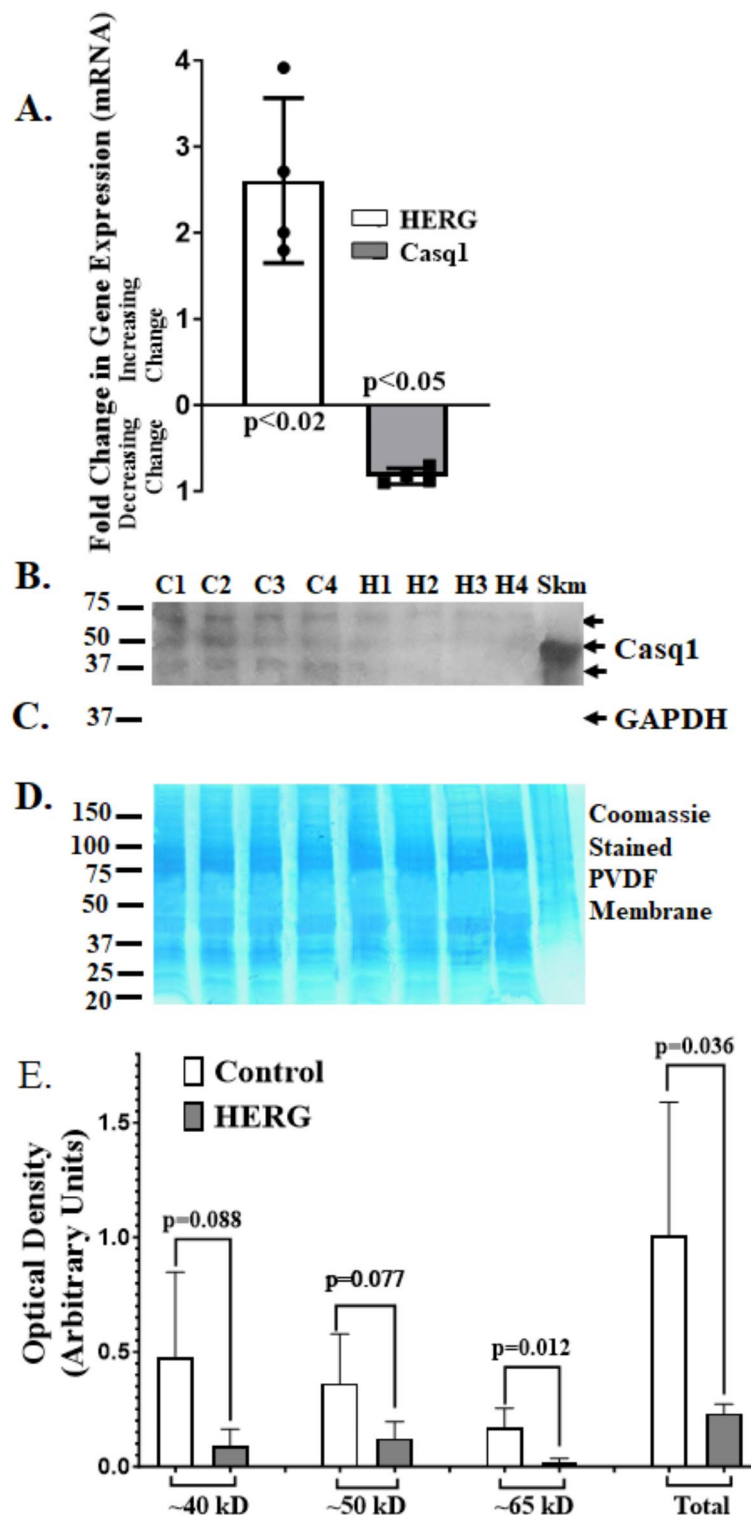 A.
Fold Change in Gene Expression (mRNA)
Decreasing Change
Increasing Change
4
3
2
1
0
1
HERG
Casq1
p<0.05
p<0.02
B.
C1 C2 C3 C4 H1 H2 H3 H4 Skm
75
50
37
Casq1
C.
37
GAPDH
D.
150
100
75
50
37
25
20
Coomassie
Stained
PVDF
Membrane
E.
Optical Density
(Arbitrary Units)
1.5
1.0
0.5
0.0
Control
HERG
p=0.088
p=0.077
p=0.012
p=0.036
~40 kD ~50 kD ~65 kD Total